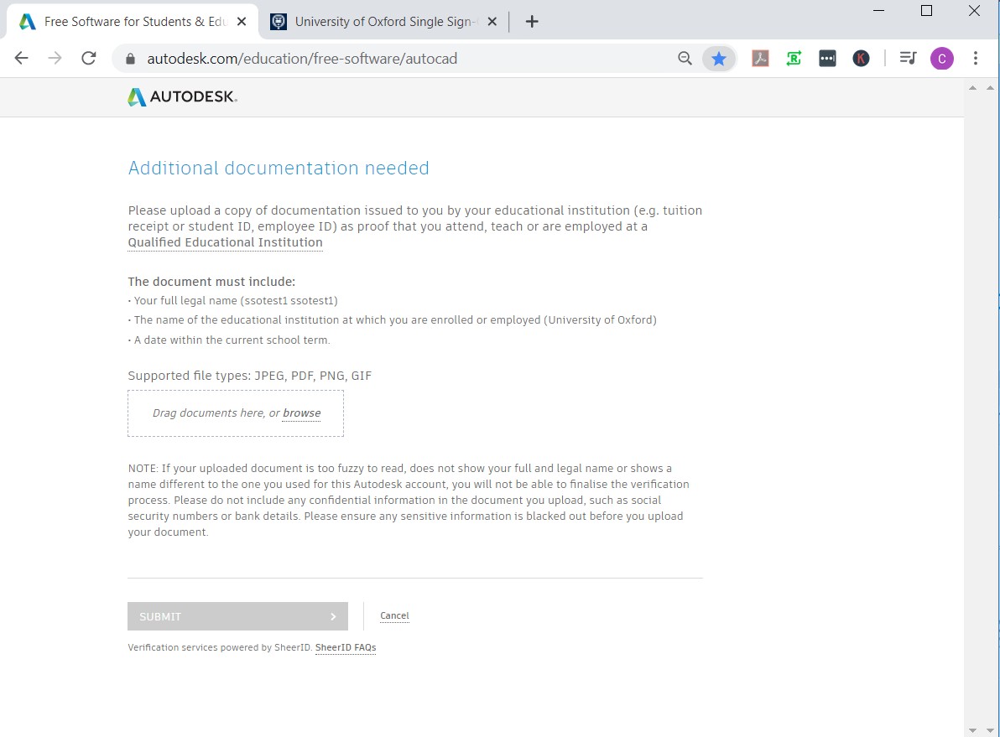 Free Software for Students & Edu
University of Oxford Single Sign-
autodesk.com/education/free-software/autocad
C
K
R
AUTODESK.
Additional documentation needed
Please upload a copy of documentation issued to you by your educational institution (e.g. tuition
receipt or student ID, employee ID) as proof that you attend, teach or are employed at a
Qualified Educational Institution
The document must include:
· Your full legal name (ssotest1 ssotest1)
· The name of the educational institution at which you are enrolled or employed (University of Oxford)
· A date within the current school term.
Supported file types: JPEG, PDF, PNG, GIF
Drag documents here, or browse
NOTE: If your uploaded document is too fuzzy to read, does not show your full and legal name or shows a
name different to the one you used for this Autodesk account, you will not be able to finalise the verification
process. Please do not include any confidential information in the document you upload, such as social
security numbers or bank details. Please ensure any sensitive information is blacked out before you upload
your document.
SUBMIT
Cancel
Verification services powered by SheerID. SheerID FAQs